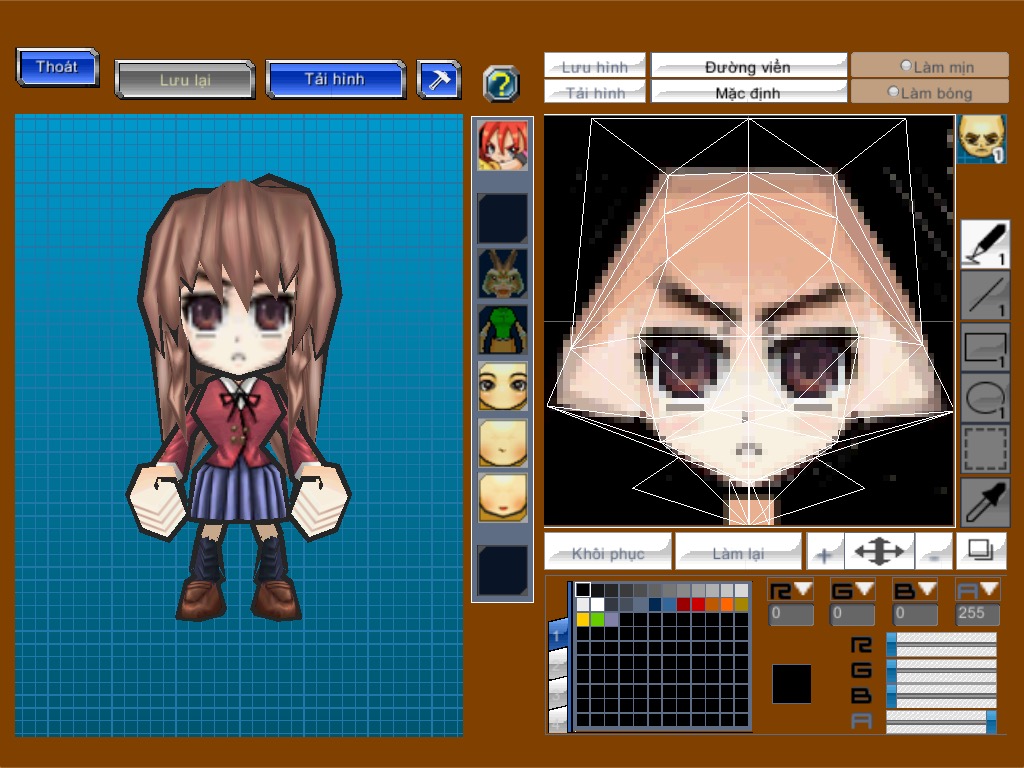 Thoát
Lưu lại
Tải hình
?
Lưu hình
Đường viền
Làm mịn
Tải hình
Mặc định
Làm bóng
1
1
1
1
1
Khôi phục
Làm lại
+
-
R
G
B
A
0
0
0
255
1
R
G
B
A